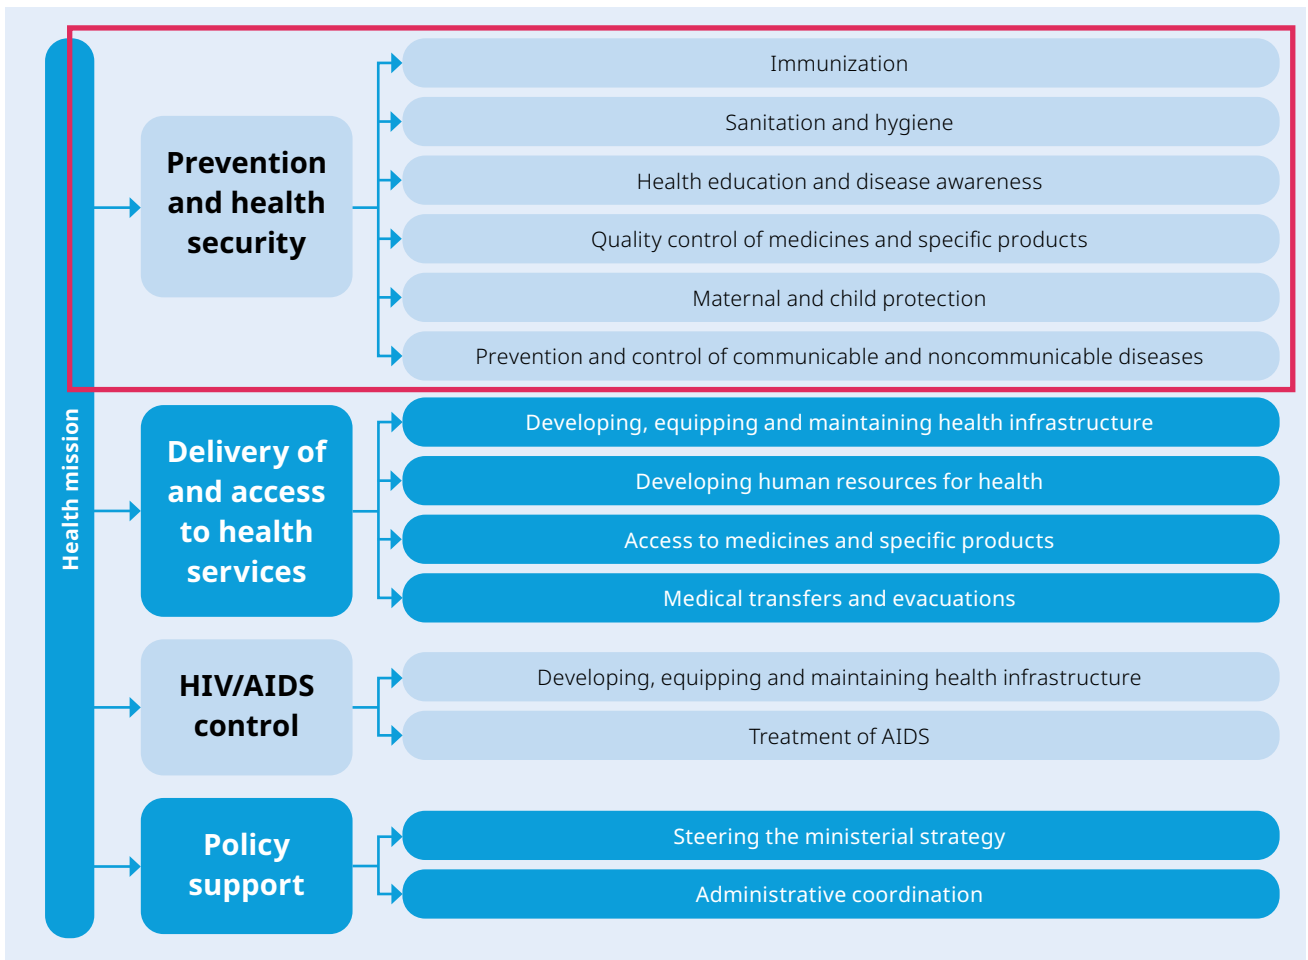 Health mission
Prevention
and health
security
Immunization
Sanitation and hygiene
Health education and disease awareness
Quality control of medicines and specific products
Maternal and child protection
Prevention and control of communicable and noncommunicable diseases
Delivery of
and access
to health
services
Developing, equipping and maintaining health infrastructure
Developing human resources for health
Access to medicines and specific products
Medical transfers and evacuations
HIV/AIDS
control
Developing, equipping and maintaining health infrastructure
Treatment of AIDS
Policy
support
Steering the ministerial strategy
Administrative coordination